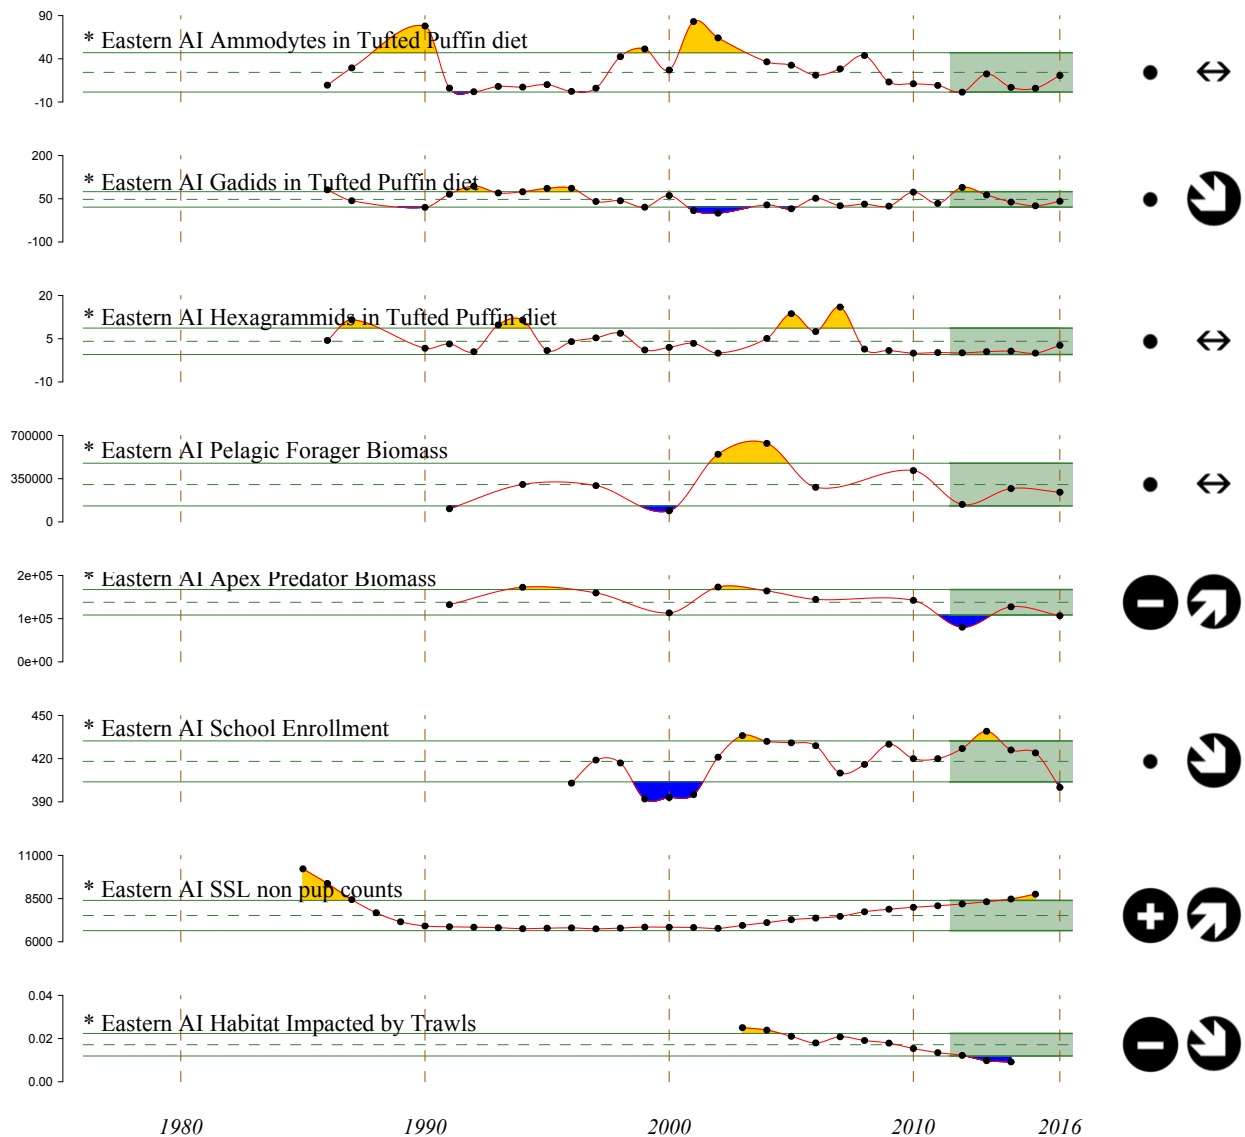 90
* Eastern AI Ammodytes in Tufted Puffin diet
40
-10
200
* Eastern AI Gadids in Tufted Puffin diet
50
-100
20
* Eastern AI Hexagrammids in Tufted Puffin diet
5
-10
700000
* Eastern AI Pelagic Forager Biomass
350000
0
2e+05
* Eastern AI Apex Predator Biomass
1e+05
0e+00
450
* Eastern AI School Enrollment
420
390
11000
* Eastern AI SSL non pup counts
8500
6000
0.04
* Eastern AI Habitat Impacted by Trawls
0.02
0.00
1980 1990 2000 2010 2016